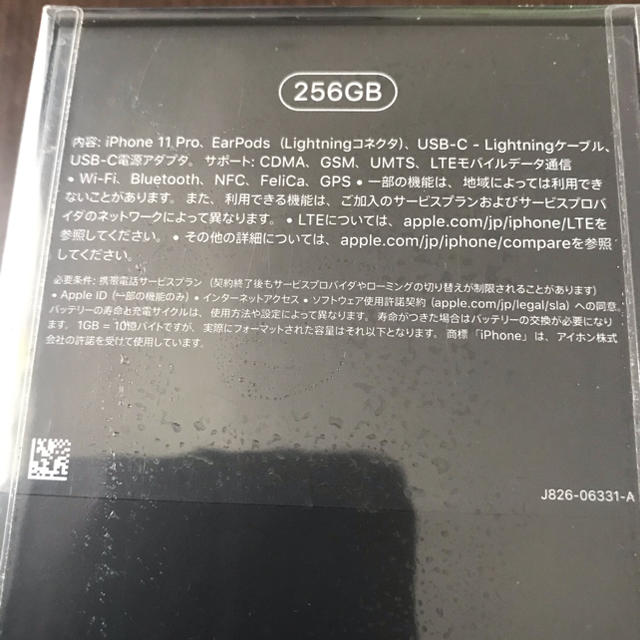 256GB
内容: iPhone 11 Pro、EarPods（Lightningコネクタ）、USB-C - Lightningケーブル、
USB-C電源アダプタ。 サポート: CDMA、GSM、UMTS、LTEモバイルデータ通信
• Wi-Fi、Bluetooth、NFC、FeliCa、GPS • 一部の機能は、地域によっては利用でき
ないことがあります。また、利用できる機能は、ご加入のサービスプランおよびサービスプロバ
イダのネットワークによって異なります。 • LTEについては、apple.com/jp/iphone/LTEを
参照してください。 • その他の詳細については、apple.com/jp/iphone/compareを参照
してください。
必要条件: 携帯電話サービスプラン（契約終了後もサービスプロバイダやローミングの切り替えが制限されることがあります）
• Apple ID（一部の機能のみ）• インターネットアクセス • ソフトウェア使用許諾契約（apple.com/jp/legal/sla）への同意。
バッテリーの寿命と充電サイクルは、使用方法や設定によって異なります。 寿命がつきた場合はバッテリーの交換が必要になり
ます。 1GB = 10億バイトですが、実際にフォーマットされた容量はそれ以下となります。 商標「iPhone」は、アイホン株式
会社の許諾を受けて使用しています。
J826-06331-A